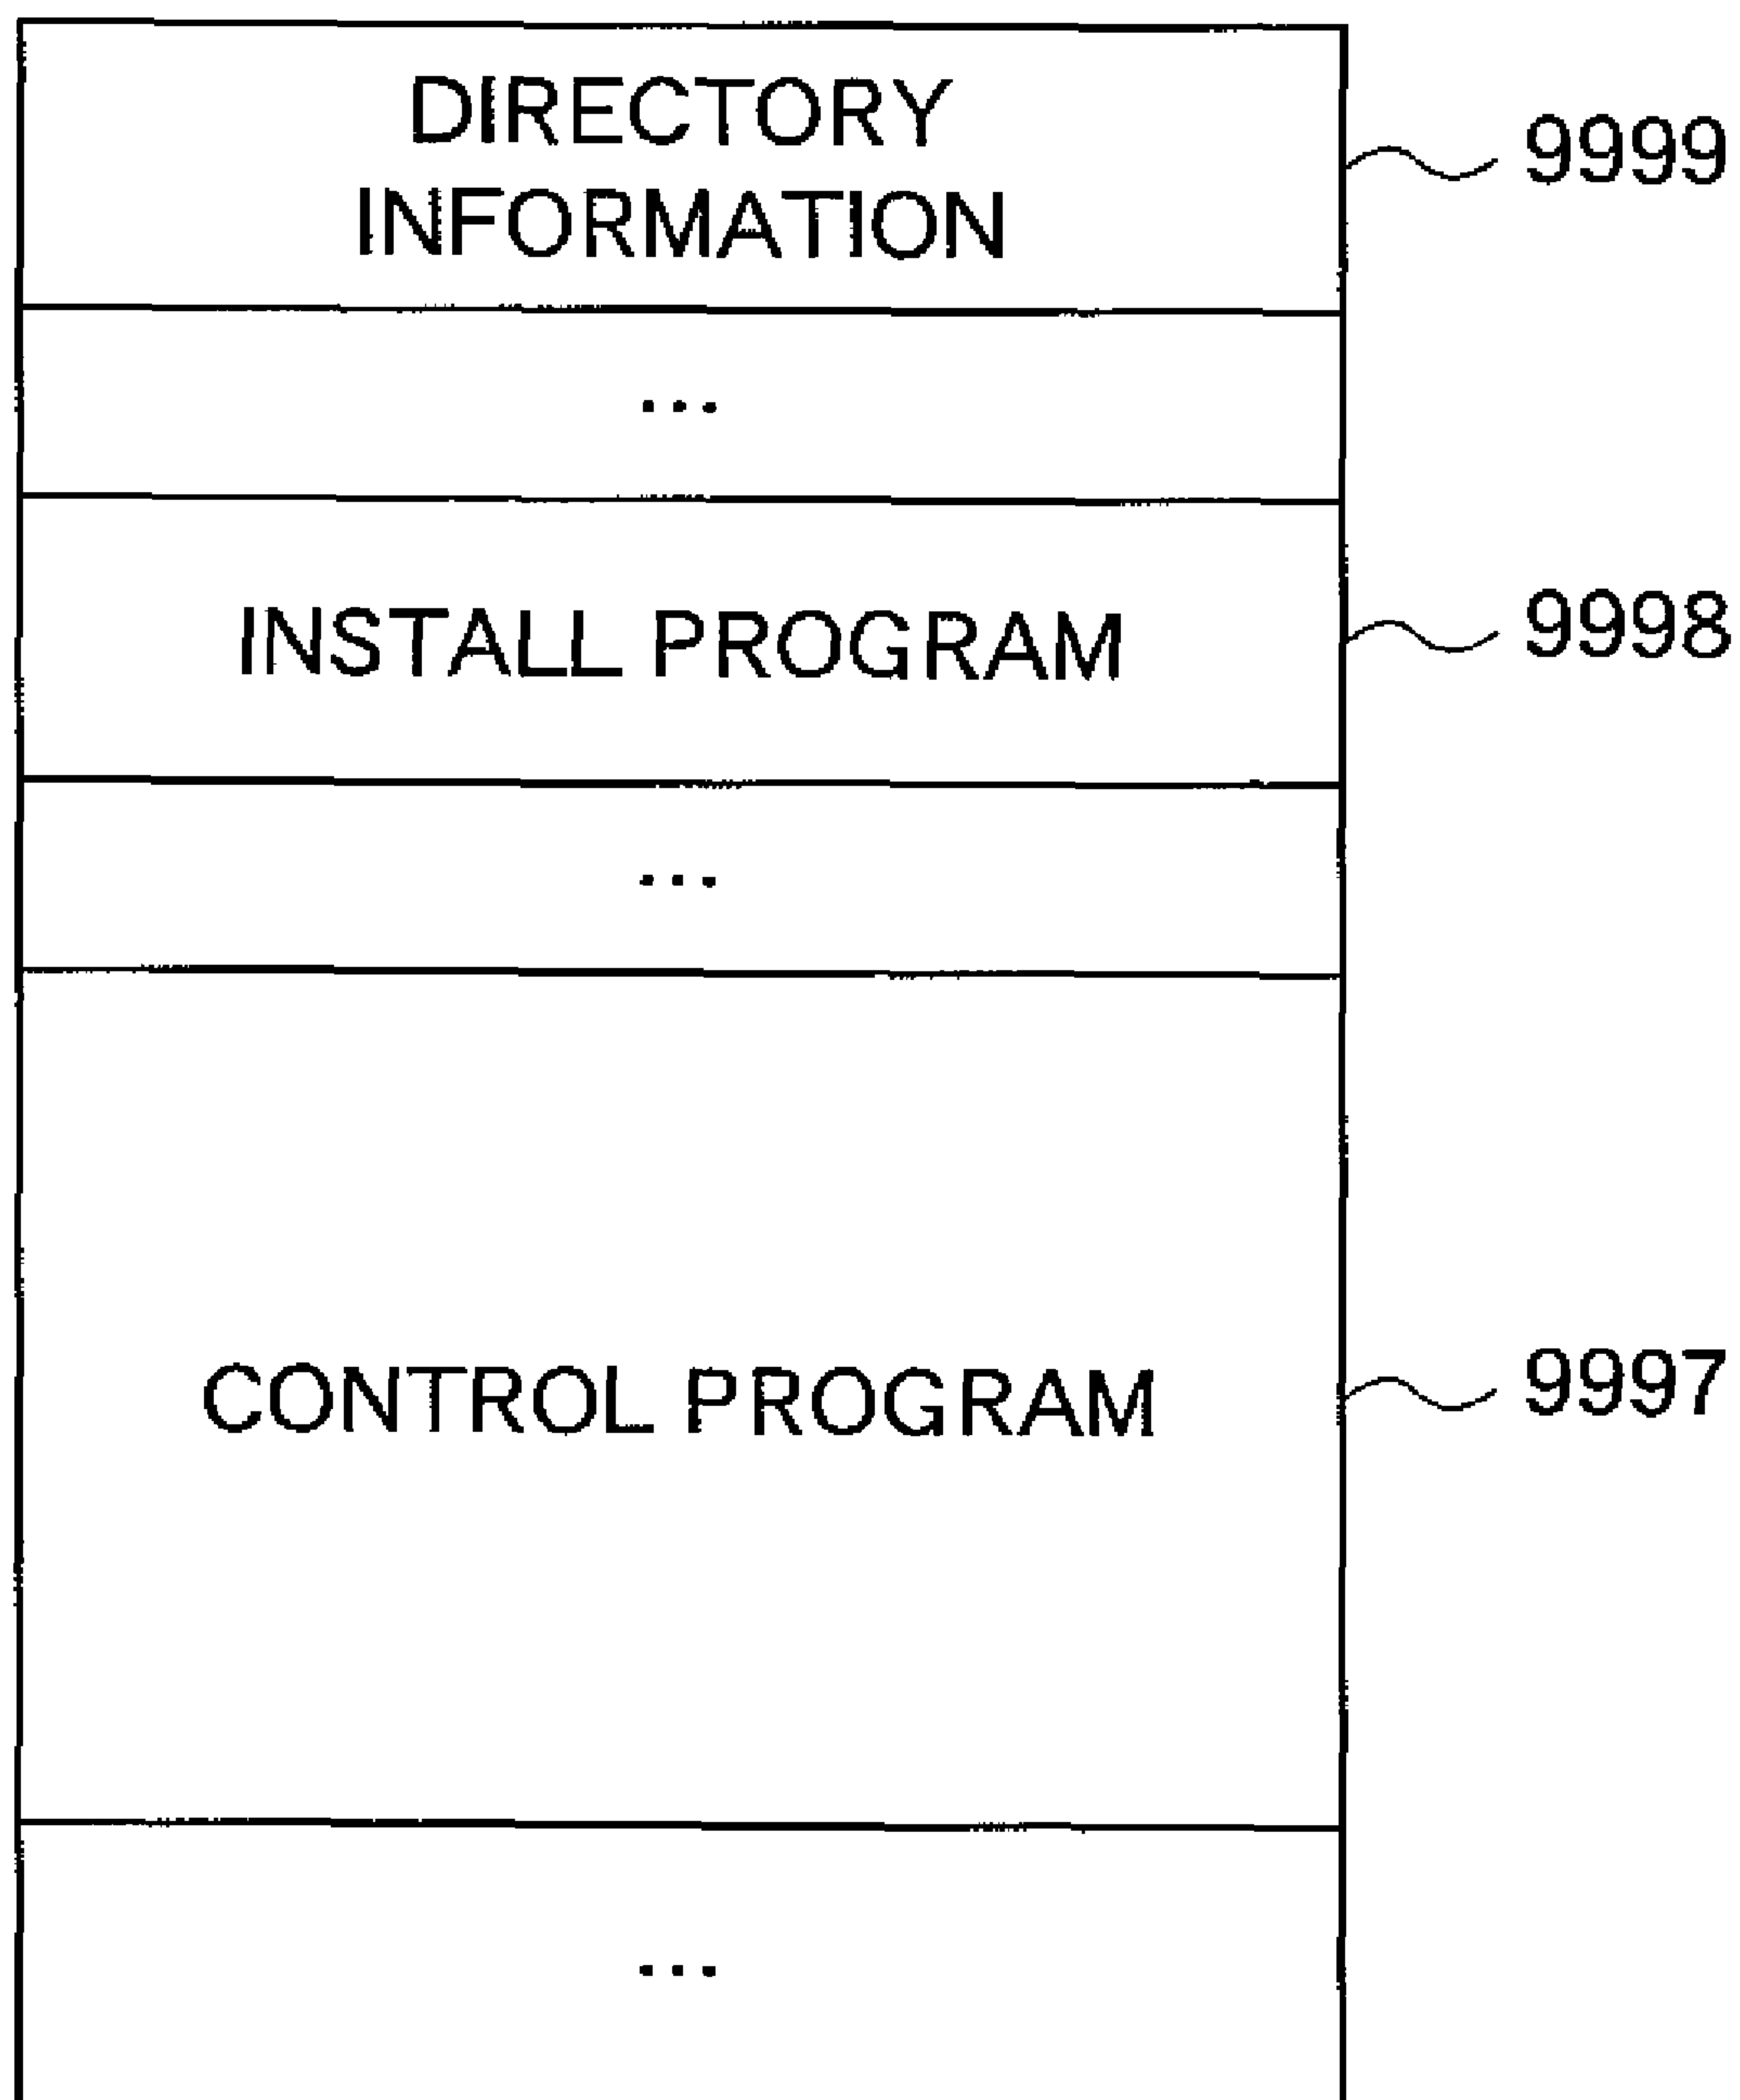 DIRECTORY
INFORMATION
9999
...
INSTALL PROGRAM
9998
...
CONTROL PROGRAM
9997
...